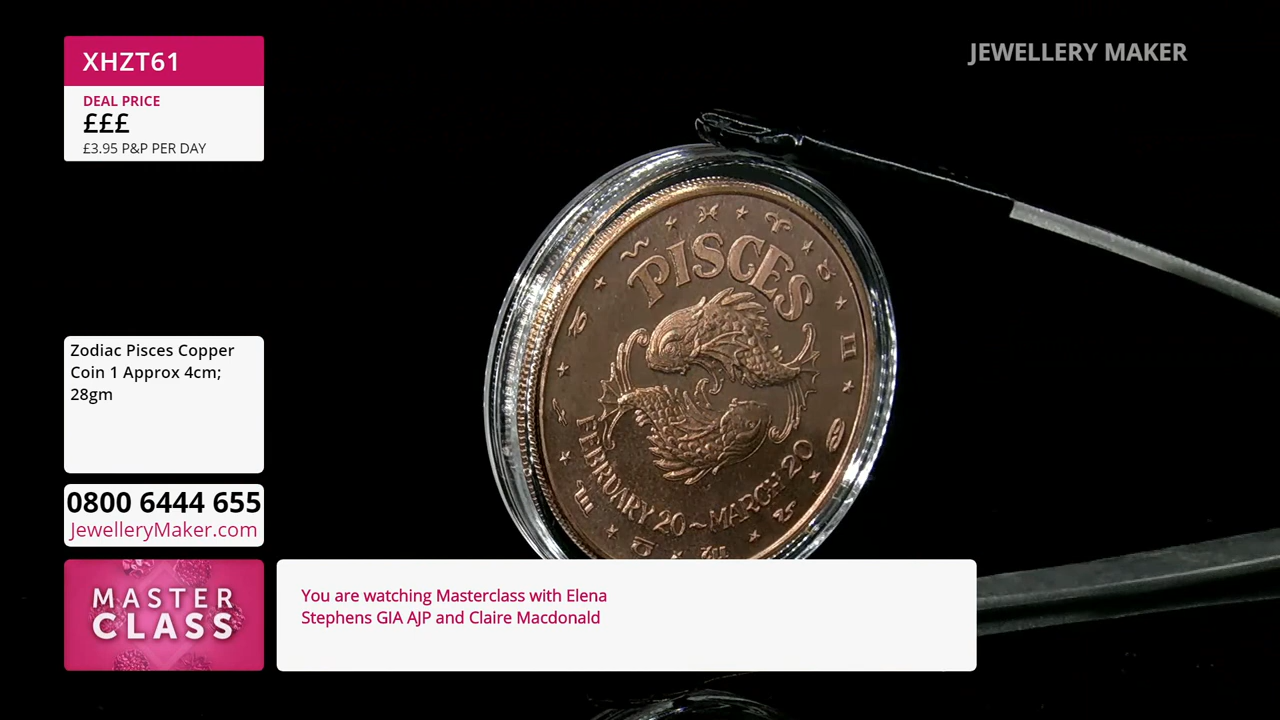 XHZT61
DEAL PRICE
£££
£3.95 P&P PER DAY
JEWELLERY MAKER
PISCES
FEBRUARY 20 ~ MARCH 20
Zodiac Pisces Copper
Coin 1 Approx 4cm;
28gm
0800 6444 655
JewelleryMaker.com
MASTER
CLASS
You are watching Masterclass with Elena
Stephens GIA AJP and Claire Macdonald